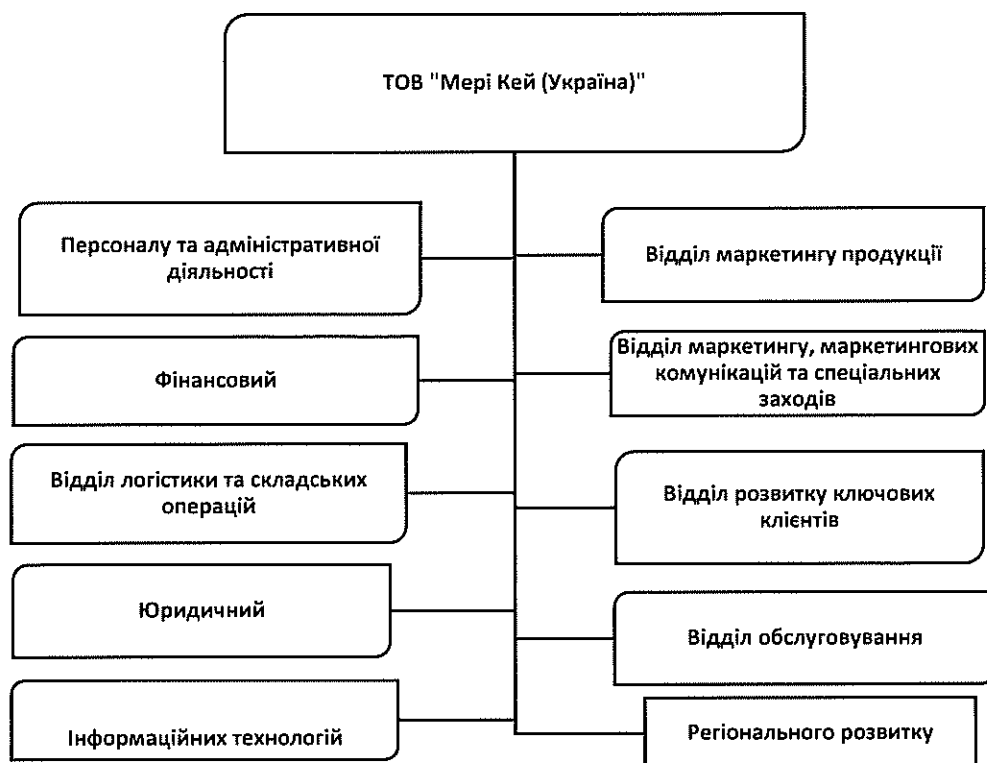 ТОВ "Мері Кей (Україна)"
Персоналу та адміністративної
діяльності
Відділ маркетингу продукції
Фінансовий
Відділ маркетингу, маркетингових
комунікацій та спеціальних
заходів
Відділ логістики та складських
операцій
Відділ розвитку ключових
клієнтів
Юридичний
Відділ обслуговування
Інформаційних технологій
Регіонального розвитку